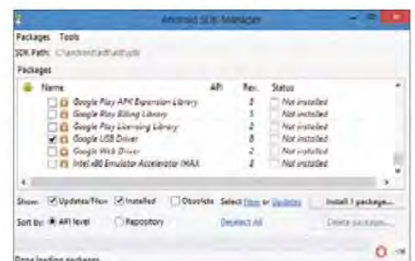 Android SDK Manager
Packages Tools
SDK Path:
Packages
Name API Rev. Status
Google Play APK Expansion Library 3 Not installed
Google Play Billing Library 5 Not installed
Google Play Licensing Library 2 Not installed
Google USB Driver 8 Not installed
Google Web Driver 2 Not installed
Intel x86 Emulator Accelerator (HAX 3 Not installed
Show: Updates/New Installed Obsolete Select New or Updates Install 1 package...
Sort by: API level Repository Deselect All Delete packages...
Done loading packages.